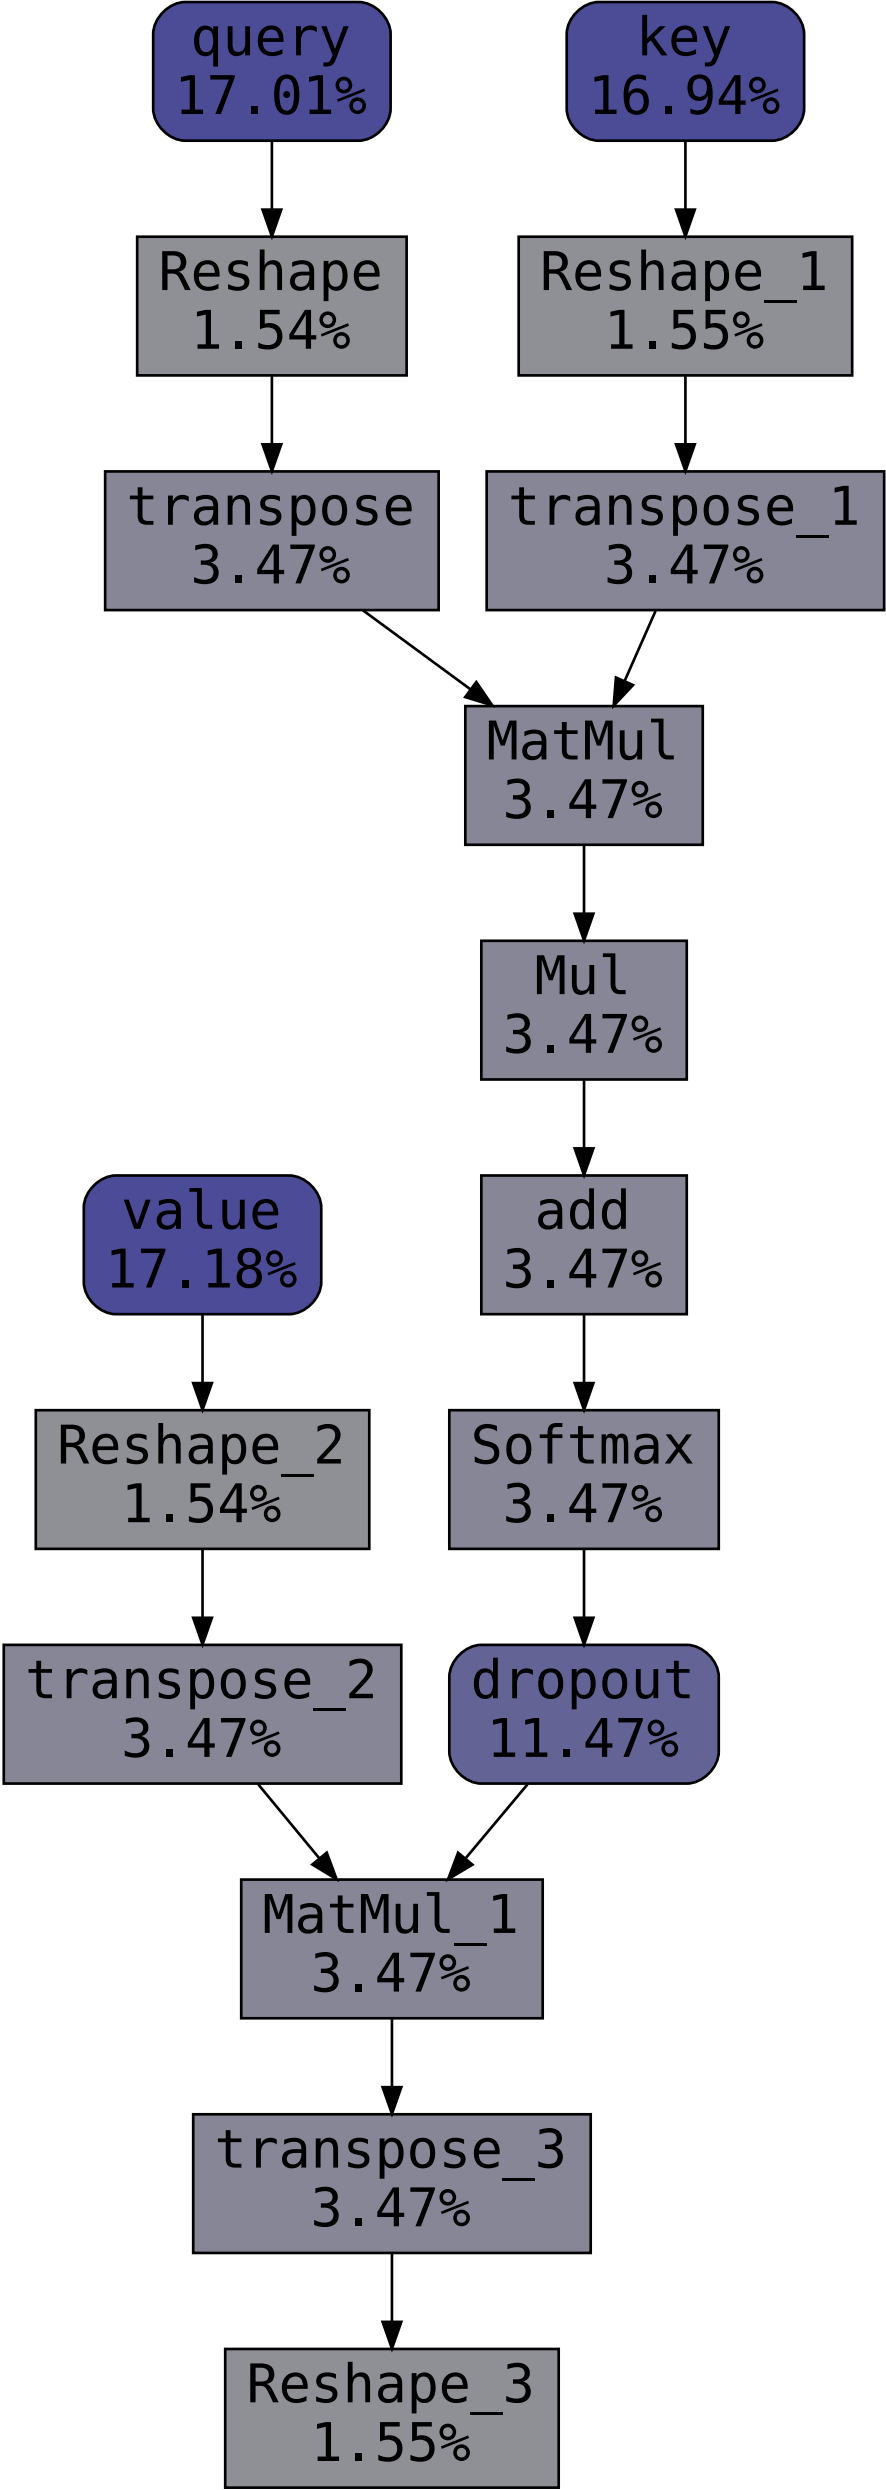 query
17.01%
key
16.94%
Reshape
1.54%
Reshape_1
1.55%
transpose
3.47%
transpose_1
3.47%
MatMul
3.47%
Mul
3.47%
add
3.47%
value
17.18%
Softmax
3.47%
Reshape_2
1.54%
transpose_2
3.47%
dropout
11.47%
MatMul_1
3.47%
transpose_3
3.47%
Reshape_3
1.55%